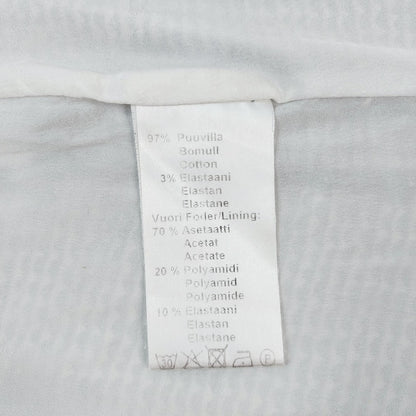 97% Puuvilla
Bomull
Cotton
3% Elastaani
Elastan
Elastane
Vuori Foder/Lining:
70 % Asetaatti
Acetat
Acetate
20 % Polyamidi
Polyamid
Polyamide
10 % Elastaani
Elastan
Elastane
30 P